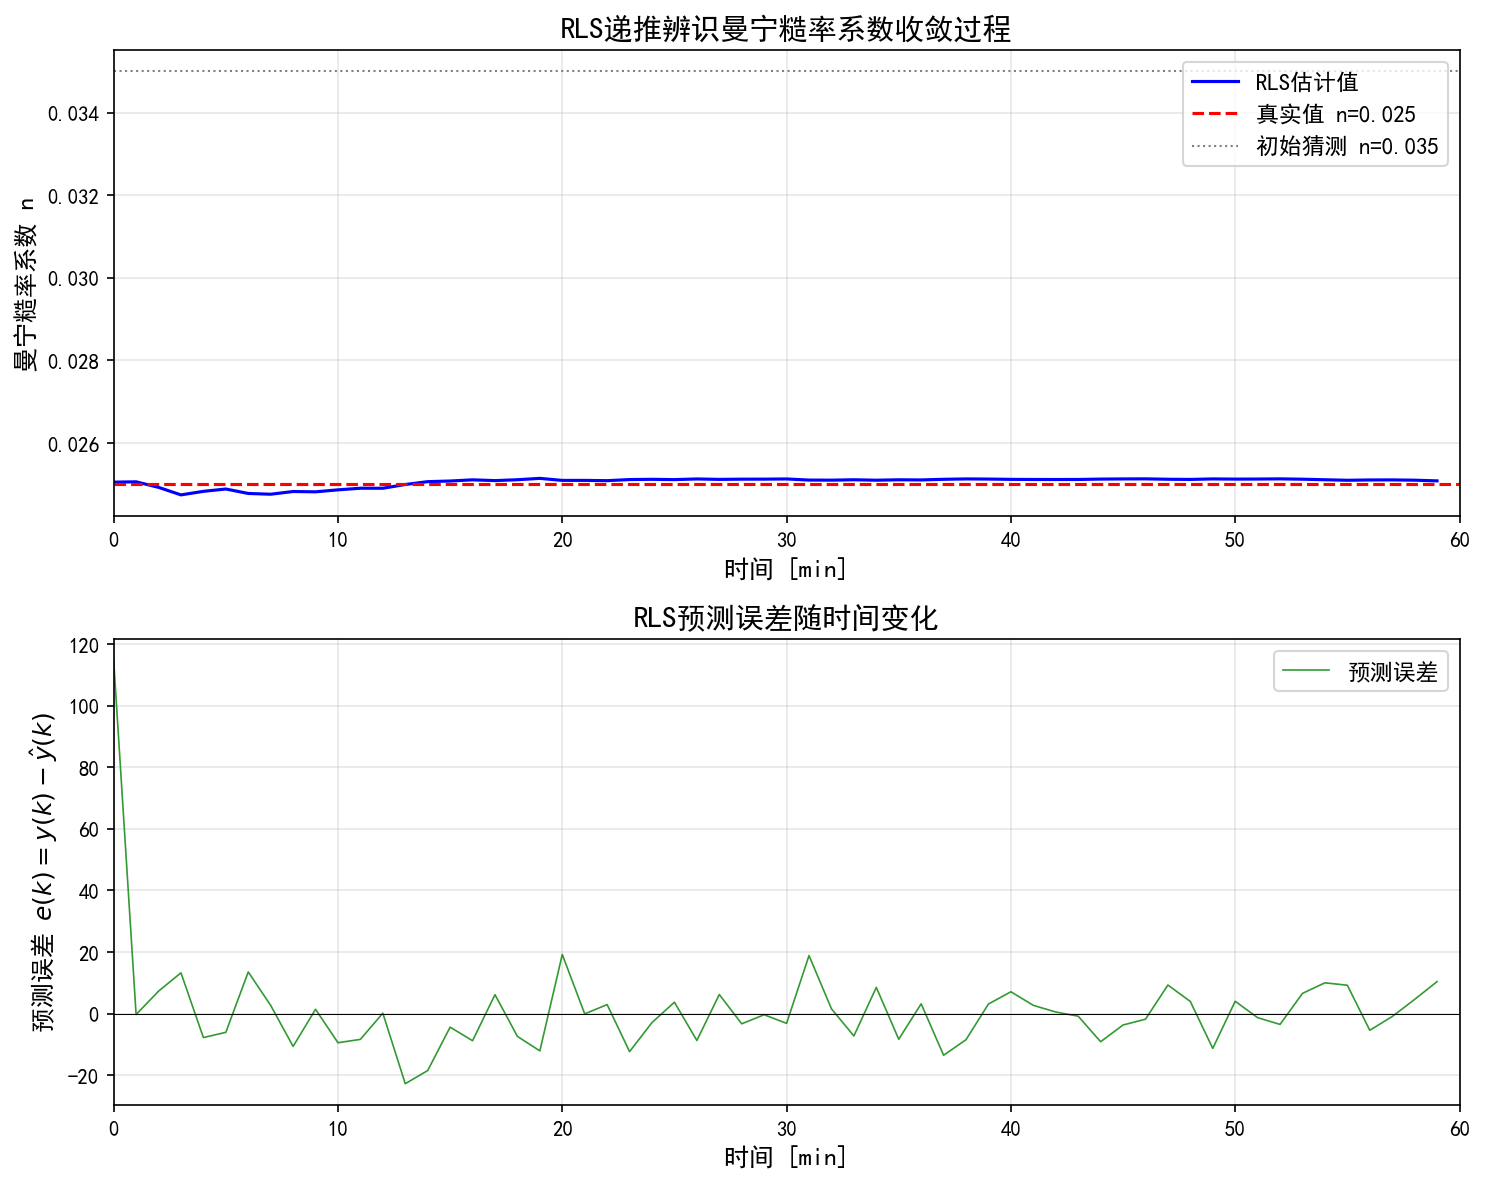 RLS递推辨识曼宁糙率系数收敛过程
RLS估计值
真实值 n=0.025
初始猜测 n=0.035
曼宁糙率系数 n
0.034
0.032
0.030
0.028
0.026
0 10 20 30 40 50 60
时间 [min]
RLS预测误差随时间变化
预测误差
预测误差 e(k) = y(k) − ŷ(k)
120
100
80
60
40
20
0
−20
0 10 20 30 40 50 60
时间 [min]